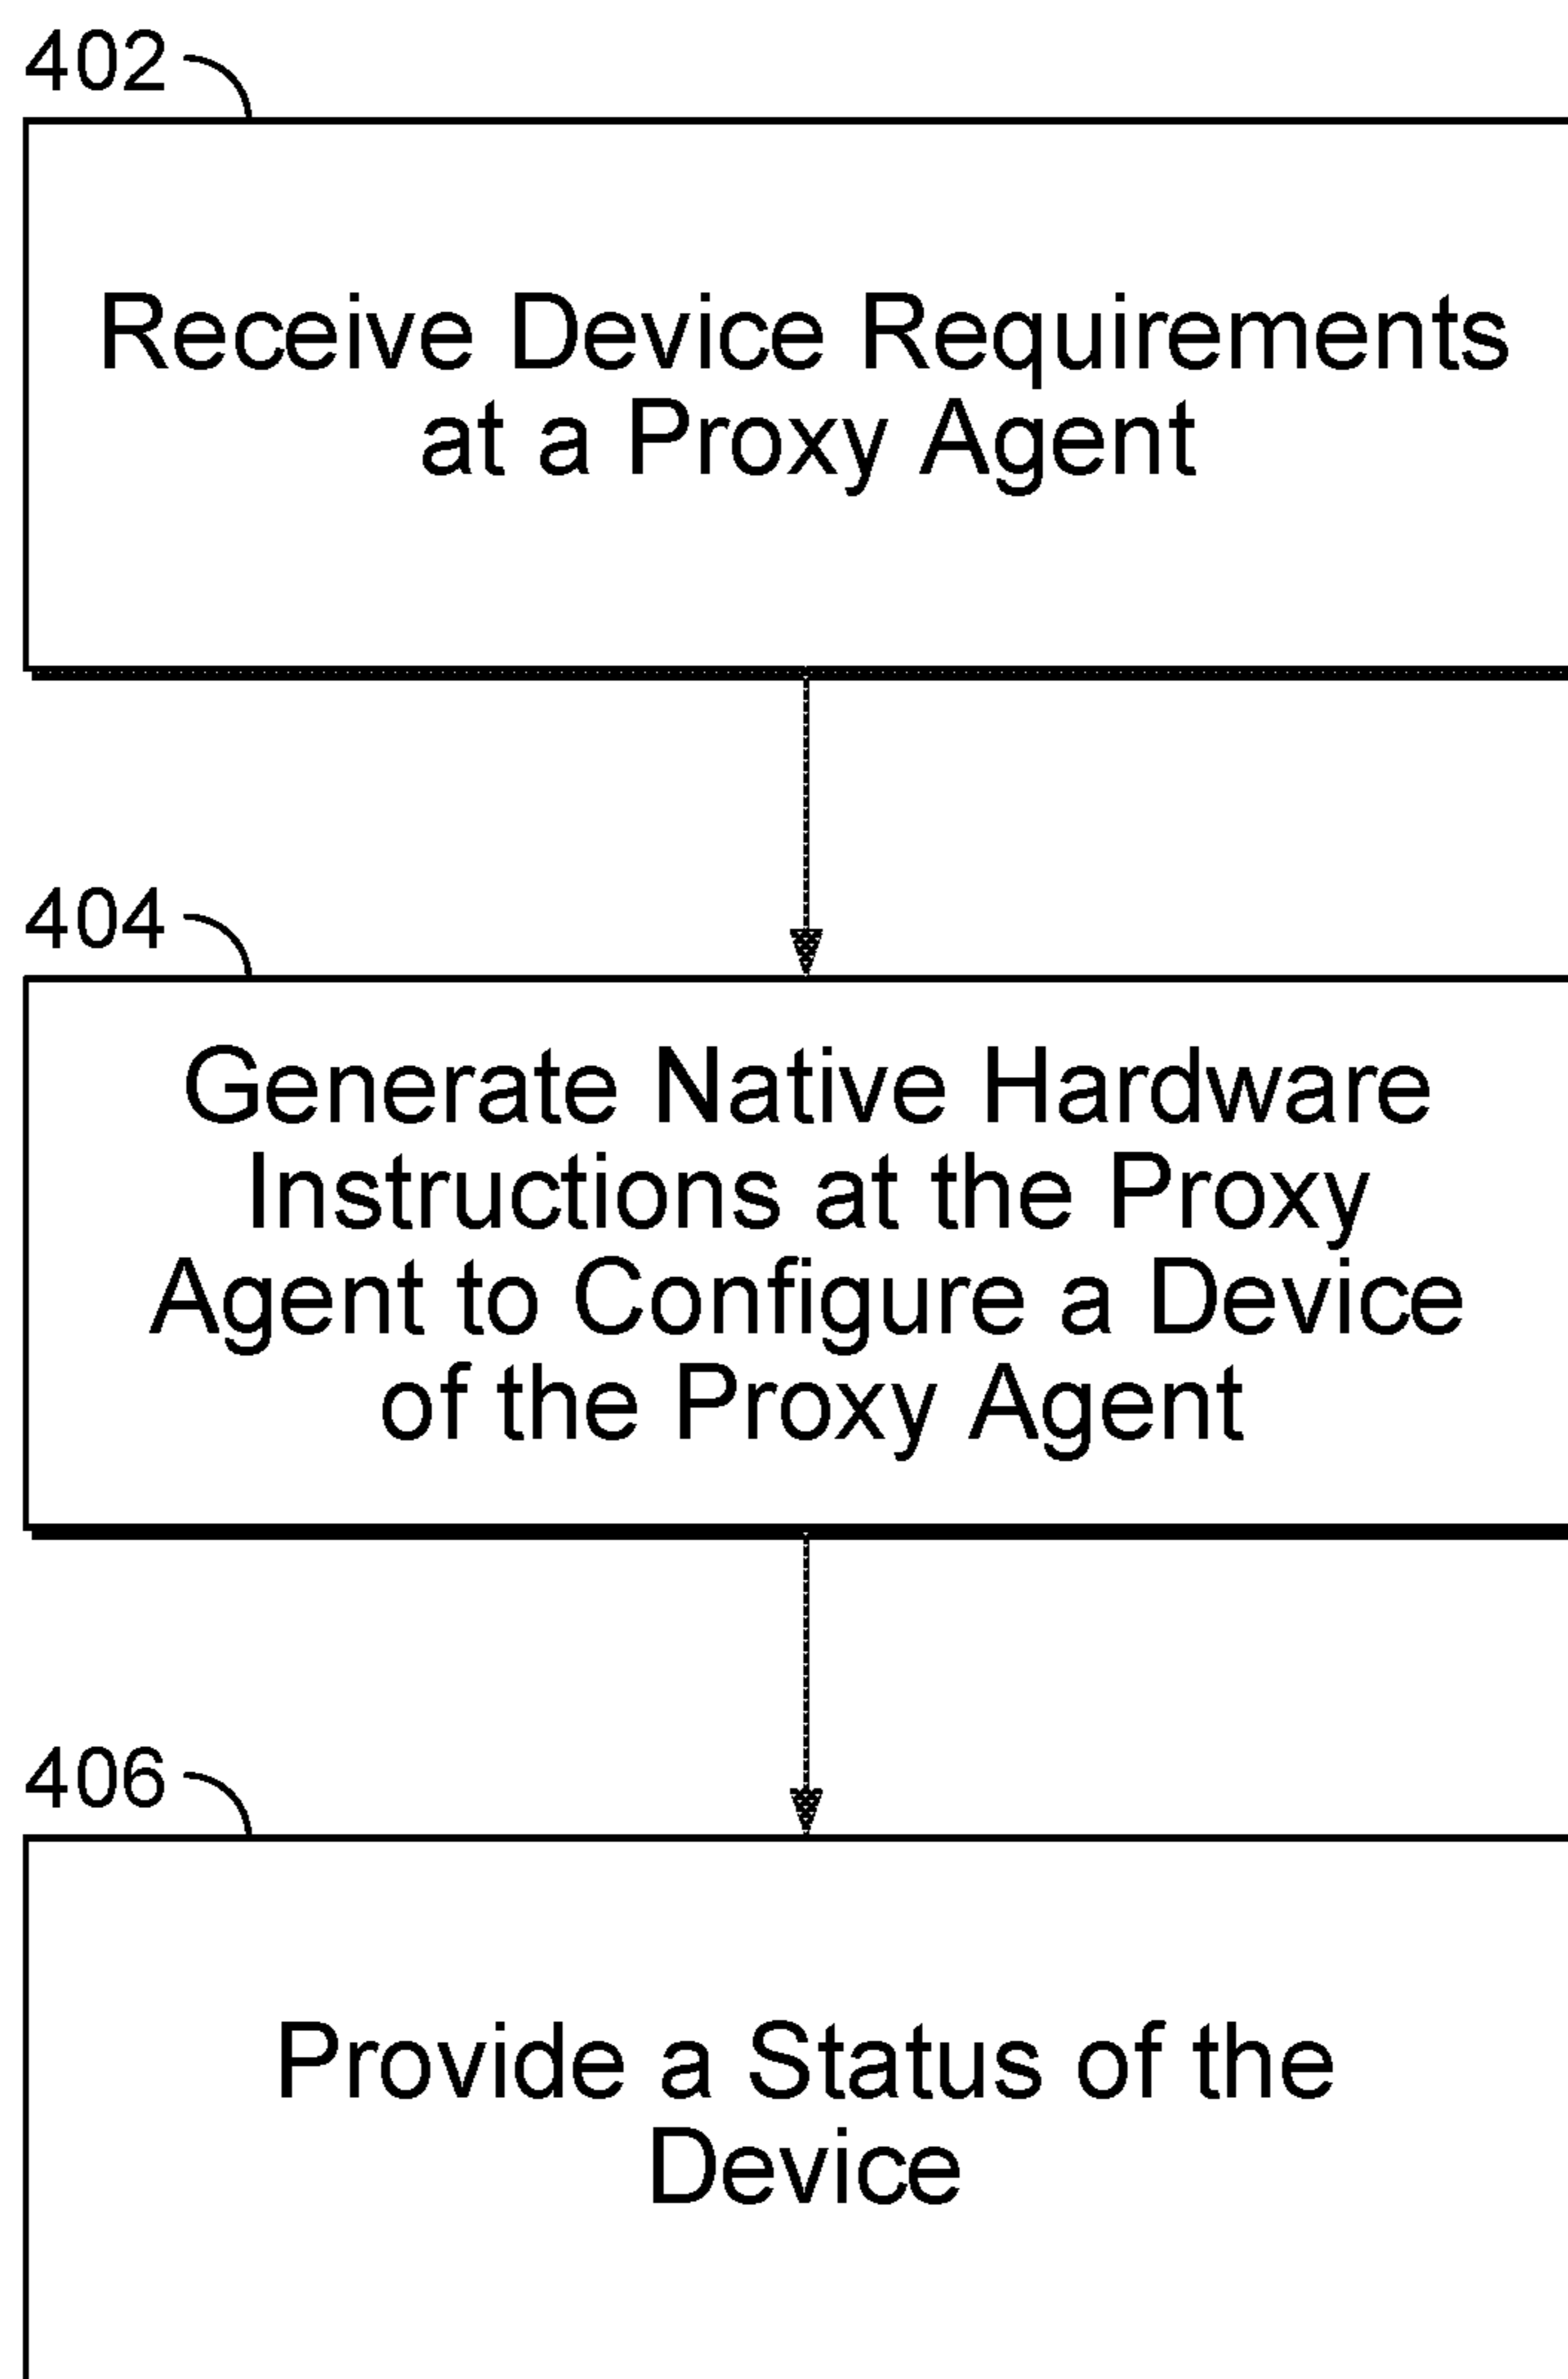 402
Receive Device Requirements
at a Proxy Agent
404
Generate Native Hardware
Instructions at the Proxy
Agent to Configure a Device
of the Proxy Agent
406
Provide a Status of the
Device